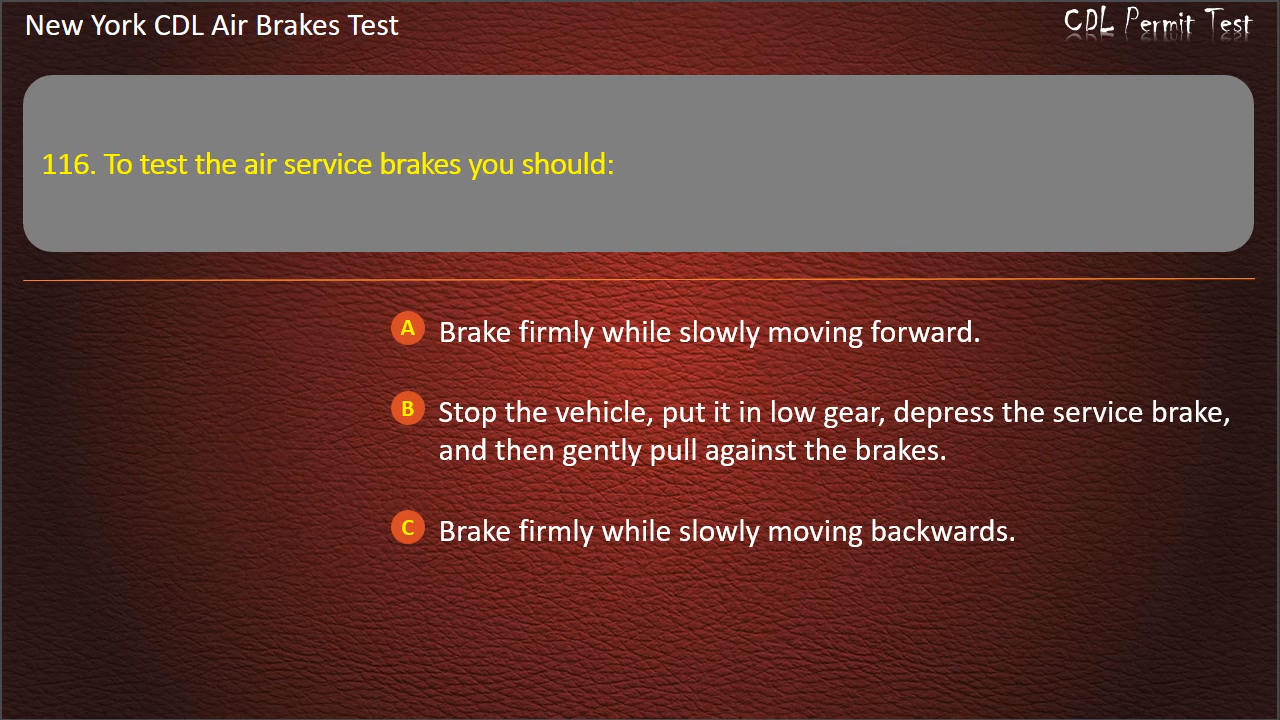 New York CDL Air Brakes Test
CDL Permit Test
116. To test the air service brakes you should:
A Brake firmly while slowly moving forward.
B Stop the vehicle, put it in low gear, depress the service brake,
and then gently pull against the brakes.
C Brake firmly while slowly moving backwards.